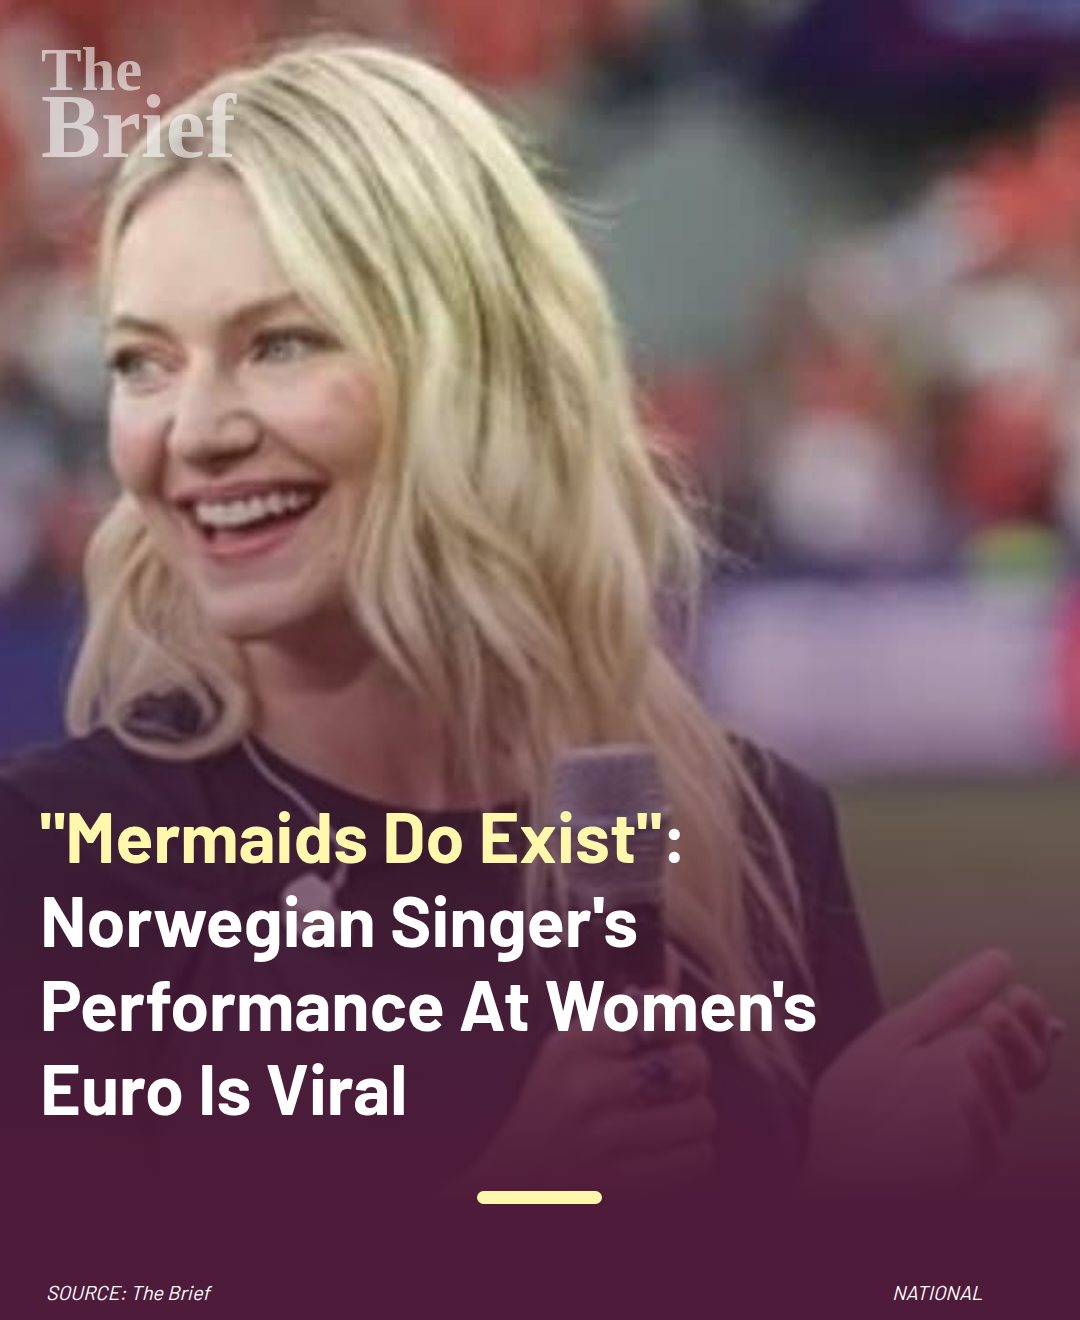 The
Brief
"Mermaids Do Exist":
Norwegian Singer's
Performance At Women's
Euro Is Viral
SOURCE: The Brief
NATIONAL